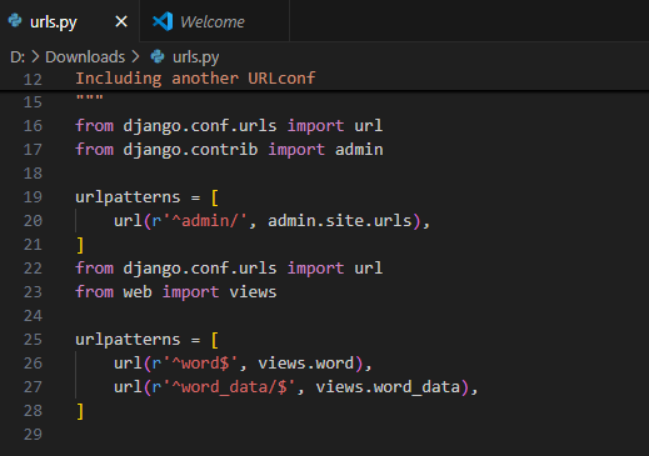 urls.py × Welcome
D: > Downloads > urls.py
12 Including another URLconf
15 """
16 from django.conf.urls import url
17 from django.contrib import admin
18
19 urlpatterns = [
20     url(r'^admin/', admin.site.urls),
21 ]
22 from django.conf.urls import url
23 from web import views
24
25 urlpatterns = [
26     url(r'^word$', views.word),
27     url(r'^word_data/$', views.word_data),
28 ]
29